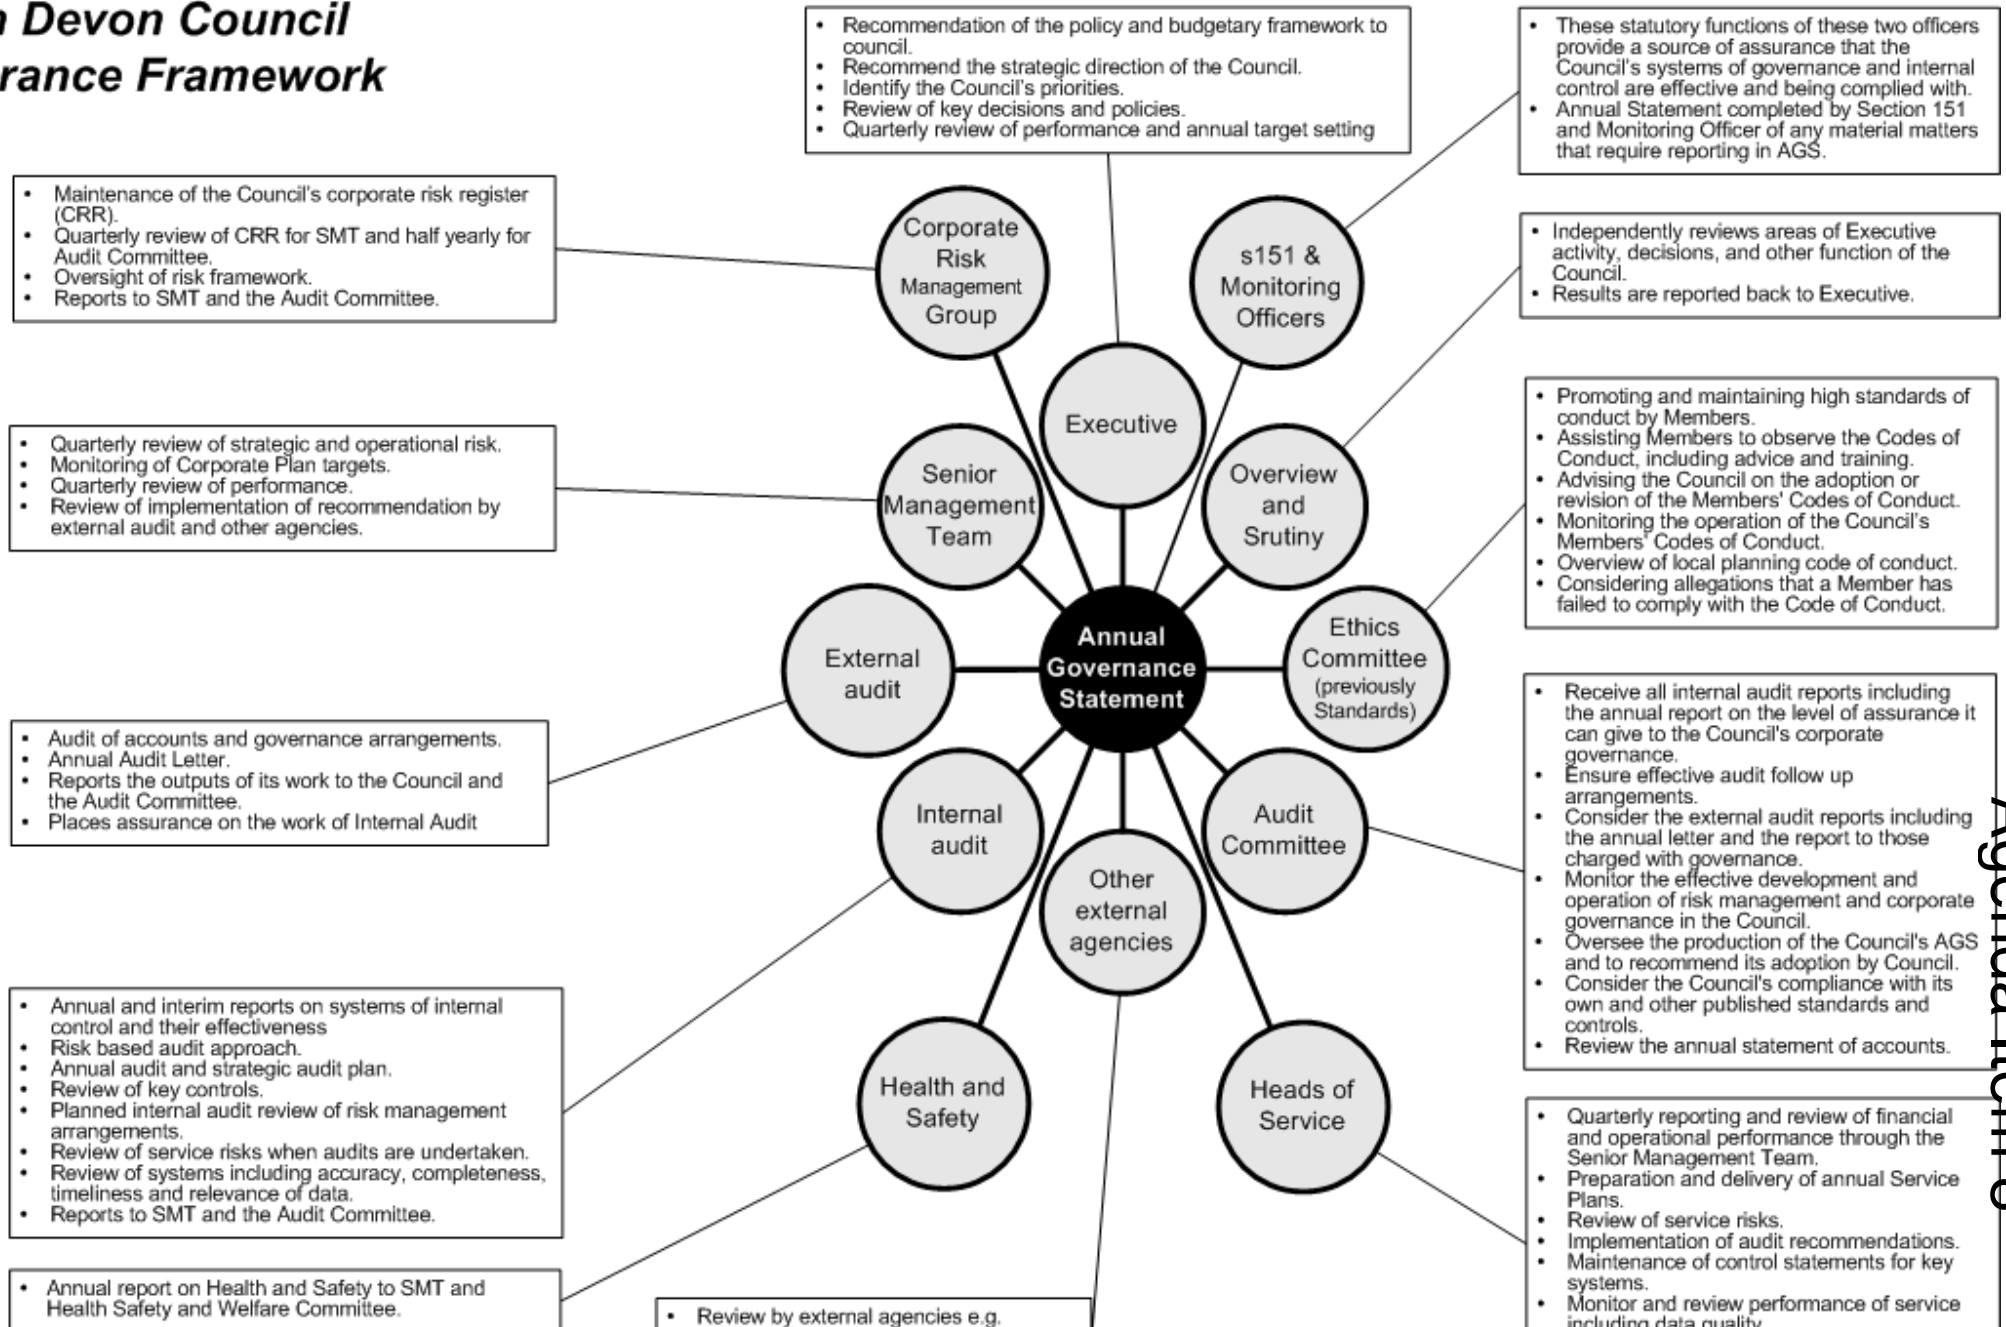 Devon Council
Framework
• Recommendation of the policy and budgetary framework to
council.
• Recommend the strategic direction of the Council.
• Identify the Council's priorities.
• Review of key decisions and policies.
• Quarterly review of performance and annual target setting
• These statutory functions of these two officers
provide a source of assurance that the
Council's systems of governance and internal
control are effective and being complied with.
• Annual Statement completed by Section 151
and Monitoring Officer of any material matters
that require reporting in AGS.
• Maintenance of the Council's corporate risk register
(CRR).
• Quarterly review of CRR for SMT and half yearly for
Audit Committee.
• Oversight of risk framework.
• Reports to SMT and the Audit Committee.
Corporate
Risk
Management
Group
s151 &
Monitoring
Officers
• Independently reviews areas of Executive
activity, decisions, and other function of the
Council.
• Results are reported back to Executive.
Executive
• Quarterly review of strategic and operational risk.
• Monitoring of Corporate Plan targets.
• Quarterly review of performance.
• Review of implementation of recommendation by
external audit and other agencies.
Senior
Management
Team
Overview
and
Srutiny
• Promoting and maintaining high standards of
conduct by Members.
• Assisting Members to observe the Codes of
Conduct, including advice and training.
• Advising the Council on the adoption or
revision of the Members' Codes of Conduct.
• Monitoring the operation of the Council's
Members' Codes of Conduct.
• Overview of local planning code of conduct.
• Considering allegations that a Member has
failed to comply with the Code of Conduct.
External
audit
Annual
Governance
Statement
Ethics
Committee
(previously
Standards)
• Audit of accounts and governance arrangements.
• Annual Audit Letter.
• Reports the outputs of its work to the Council and
the Audit Committee.
• Places assurance on the work of Internal Audit
Internal
audit
Other
external
agencies
Audit
Committee
• Receive all internal audit reports including
the annual report on the level of assurance it
can give to the Council's corporate
governance.
• Ensure effective audit follow up
arrangements.
• Consider the external audit reports including
the annual letter and the report to those
charged with governance.
• Monitor the effective development and
operation of risk management and corporate
governance in the Council.
• Oversee the production of the Council's AGS
and to recommend its adoption by Council.
• Consider the Council's compliance with its
own and other published standards and
controls.
• Review the annual statement of accounts.
• Annual and interim reports on systems of internal
control and their effectiveness
• Risk based audit approach.
• Annual audit and strategic audit plan.
• Review of key controls.
• Planned internal audit review of risk management
arrangements.
• Review of service risks when audits are undertaken.
• Review of systems including accuracy, completeness,
timeliness and relevance of data.
• Reports to SMT and the Audit Committee.
Health and
Safety
Heads of
Service
• Quarterly reporting and review of financial
and operational performance through the
Senior Management Team.
• Preparation and delivery of annual Service
Plans.
• Review of service risks.
• Implementation of audit recommendations.
• Maintenance of control statements for key
systems.
• Monitor and review performance of service
including data quality
• Annual report on Health and Safety to SMT and
Health Safety and Welfare Committee.
• Review by external agencies e.g.